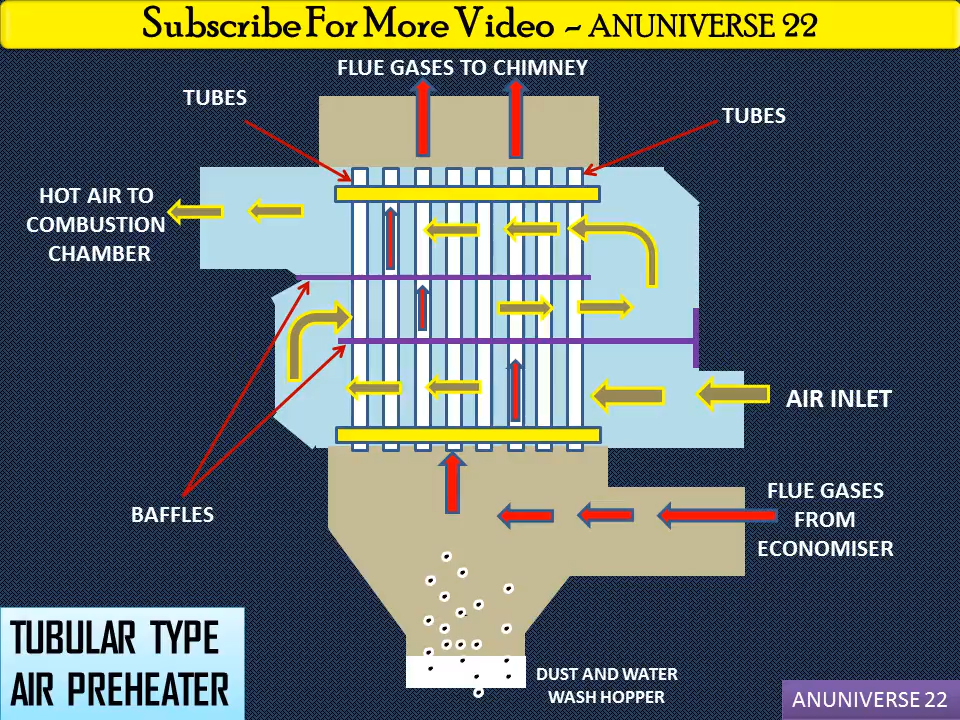 Subscribe For More Video - ANUNIVERSE 22
FLUE GASES TO CHIMNEY
TUBES
TUBES
HOT AIR TO
COMBUSTION
CHAMBER
AIR INLET
BAFFLES
FLUE GASES
FROM
ECONOMISER
TUBULAR TYPE
AIR PREHEATER
DUST AND WATER
WASH HOPPER
ANUNIVERSE 22